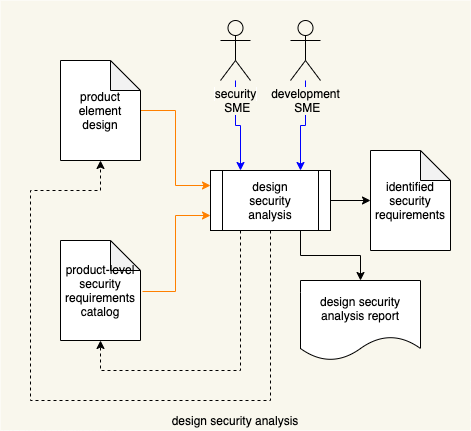 security
SME
development
SME
product
element
design
design
security
analysis
identified
security
requirements
product-level
security
requirements
catalog
design security
analysis report
design security analysis